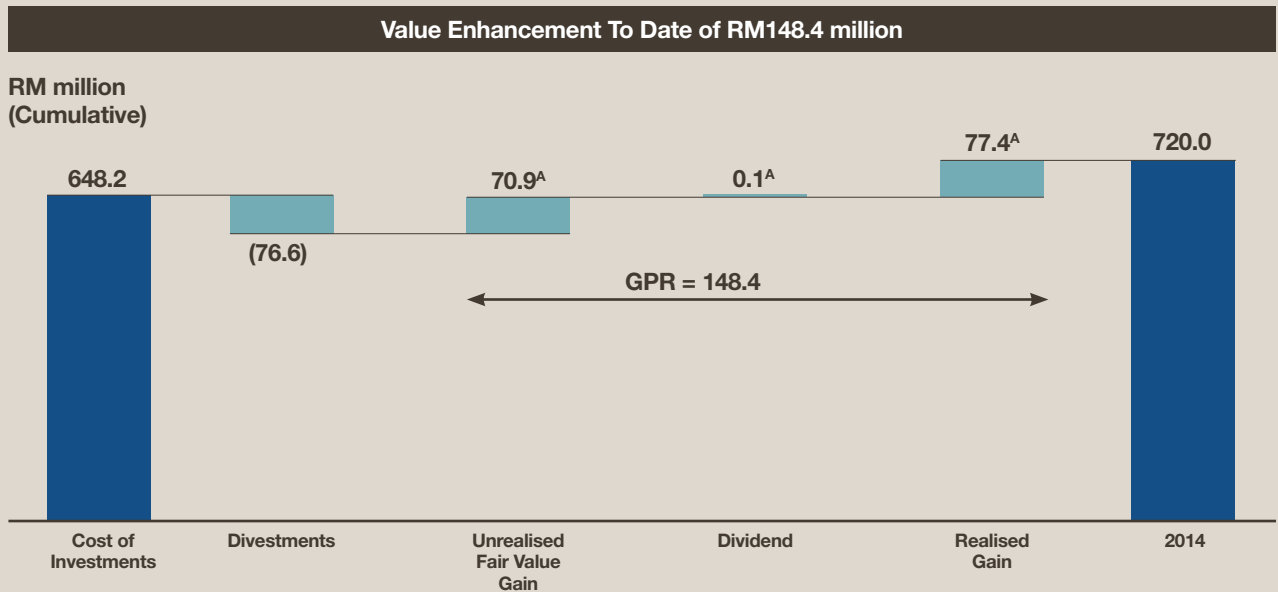 Value Enhancement To Date of RM148.4 million
RM million
(Cumulative)
648.2
(76.6)
70.9ᴬ
0.1ᴬ
77.4ᴬ
720.0
GPR = 148.4
Cost of
Investments
Divestments
Unrealised
Fair Value
Gain
Dividend
Realised
Gain
2014